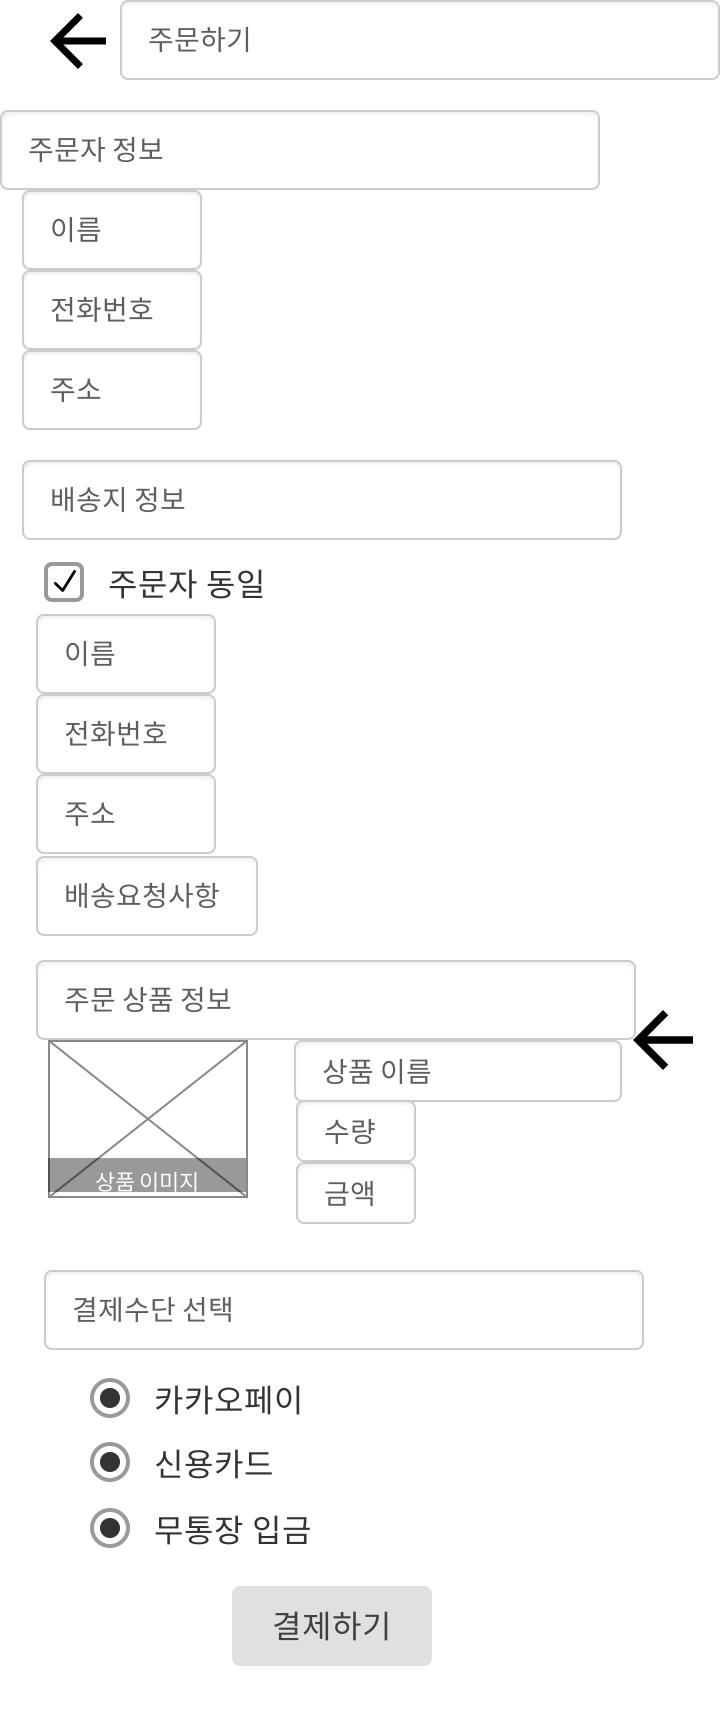 주문하기
주문자 정보
이름
전화번호
주소
배송지 정보
주문자 동일
이름
전화번호
주소
배송요청사항
주문 상품 정보
상품 이미지
상품 이름
수량
금액
결제수단 선택
카카오페이
신용카드
무통장 입금
결제하기